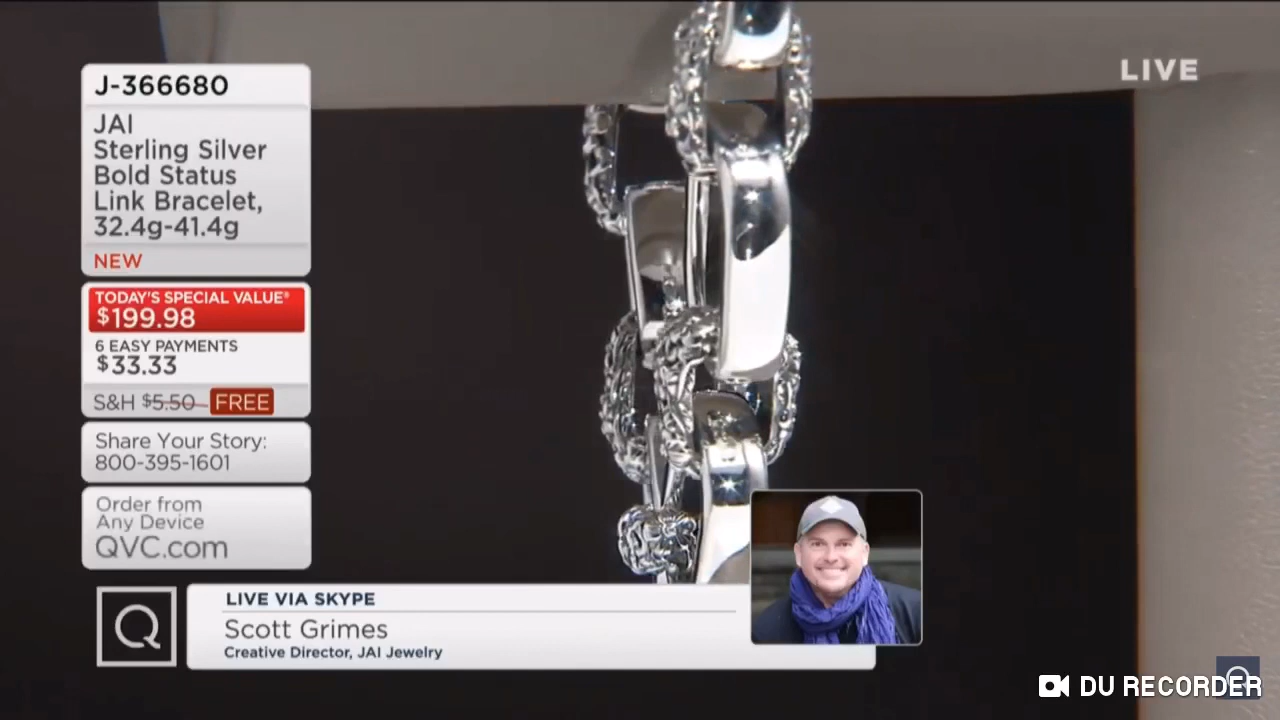 J-366680
JAI
Sterling Silver
Bold Status
Link Bracelet,
32.4g-41.4g
NEW
TODAY'S SPECIAL VALUE®
$199.98
6 EASY PAYMENTS
$33.33
S&H $5.50 FREE
Share Your Story:
800-395-1601
Order from
Any Device
QVC.com
LIVE VIA SKYPE
Scott Grimes
Creative Director, JAI Jewelry
LIVE
DU RECORDER